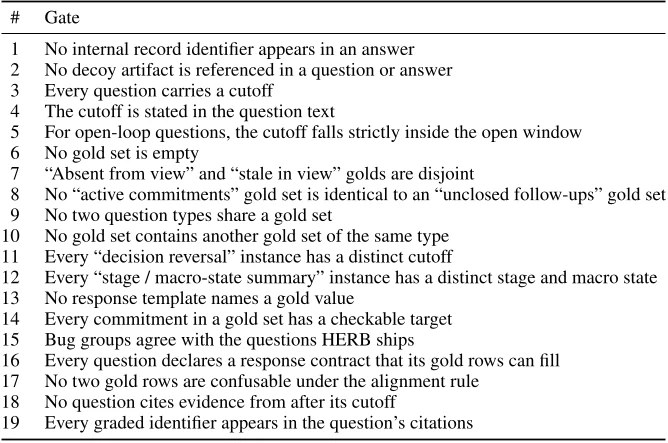 # Gate
1 No internal record identifier appears in an answer
2 No decoy artifact is referenced in a question or answer
3 Every question carries a cutoff
4 The cutoff is stated in the question text
5 For open-loop questions, the cutoff falls strictly inside the open window
6 No gold set is empty
7 “Absent from view” and “stale in view” golds are disjoint
8 No “active commitments” gold set is identical to an “unclosed follow-ups” gold set
9 No two question types share a gold set
10 No gold set contains another gold set of the same type
11 Every “decision reversal” instance has a distinct cutoff
12 Every “stage / macro-state summary” instance has a distinct stage and macro state
13 No response template names a gold value
14 Every commitment in a gold set has a checkable target
15 Bug groups agree with the questions HERB ships
16 Every question declares a response contract that its gold rows can fill
17 No two gold rows are confusable under the alignment rule
18 No question cites evidence from after its cutoff
19 Every graded identifier appears in the question’s citations